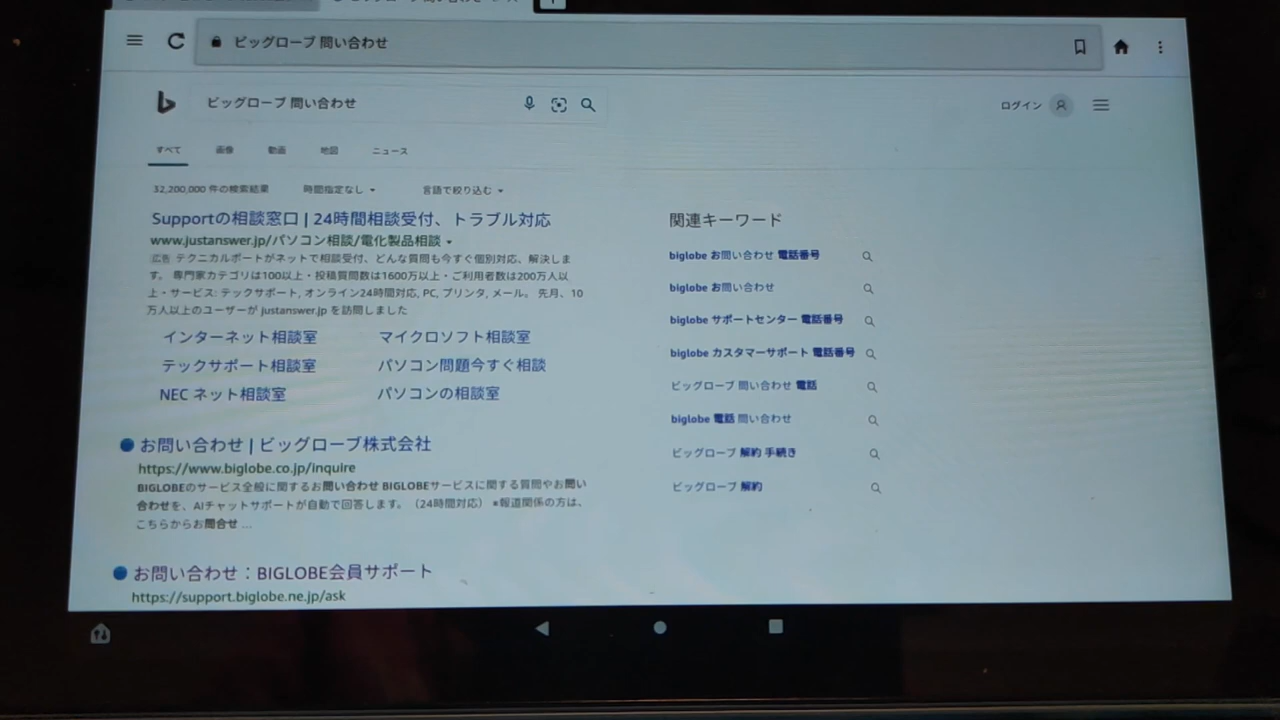 ビッグローブ 問い合わせ
ビッグローブ 問い合わせ
ログイン
すべて 画像 動画 地図 ニュース
32,200,000 件の検索結果 時間指定なし 言語で絞り込む
Supportの相談窓口 | 24時間相談受付、トラブル対応
www.justanswer.jp/パソコン相談/電化製品相談
広告 テクニカルポートがネットで相談受付、どんな質問も今すぐ個別対応、解決しま
す。 専門家カテゴリは100以上・投稿質問数は1600万以上・ご利用者数は200万人以
上・サービス: テックサポート, オンライン24時間対応, PC, プリンタ, メール。 先月、10
万人以上のユーザーが justanswer.jp を訪問しました
インターネット相談室 マイクロソフト相談室
テックサポート相談室 パソコン問題今すぐ相談
NEC ネット相談室 パソコンの相談室
お問い合わせ | ビッグローブ株式会社
https://www.biglobe.co.jp/inquire
BIGLOBEのサービス全般に関するお問い合わせ BIGLOBEサービスに関する質問やお問い
合わせを、AIチャットサポートが自動で回答します。（24時間対応） ※報道関係の方は、
こちらからお問合せ ...
お問い合わせ：BIGLOBE会員サポート
https://support.biglobe.ne.jp/ask
関連キーワード
biglobe お問い合わせ 電話番号
biglobe お問い合わせ
biglobe サポートセンター 電話番号
biglobe カスタマーサポート 電話番号
ビッグローブ 問い合わせ 電話
biglobe 電話 問い合わせ
ビッグローブ 解約 手続き
ビッグローブ 解約